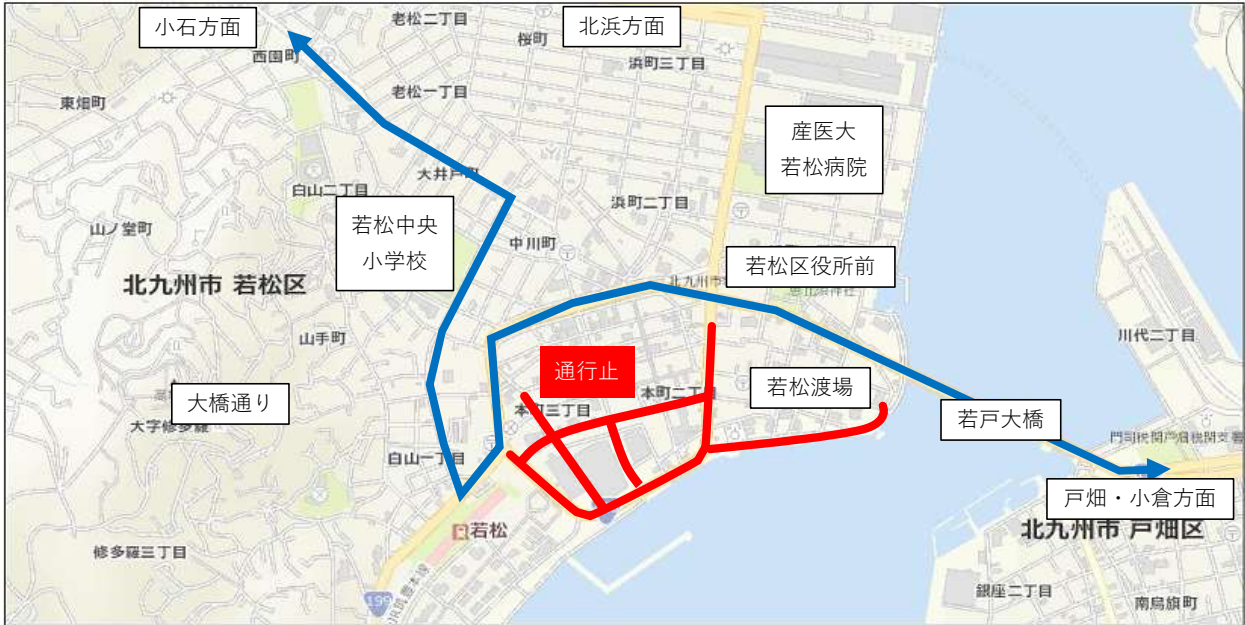 老松二丁目
小石方面
北浜方面
桜町
西園町
浜町三丁目
老松一丁目
東畑町
産医大
若松病院
大井戸町
白山二丁目
浜町二丁目
若松中央
小学校
山ノ堂町
中川町
若松区役所前
北九州市
北九州市 若松区
川代二丁目
山手町
通行止
本町二丁目
若松渡場
大橋通り
本町三丁目
若戸大橋
大字修多羅
白山一丁目
戸畑・小倉方面
若松
北九州市 戸畑区
修多羅三丁目
銀座二丁目
199
南鳥旗町